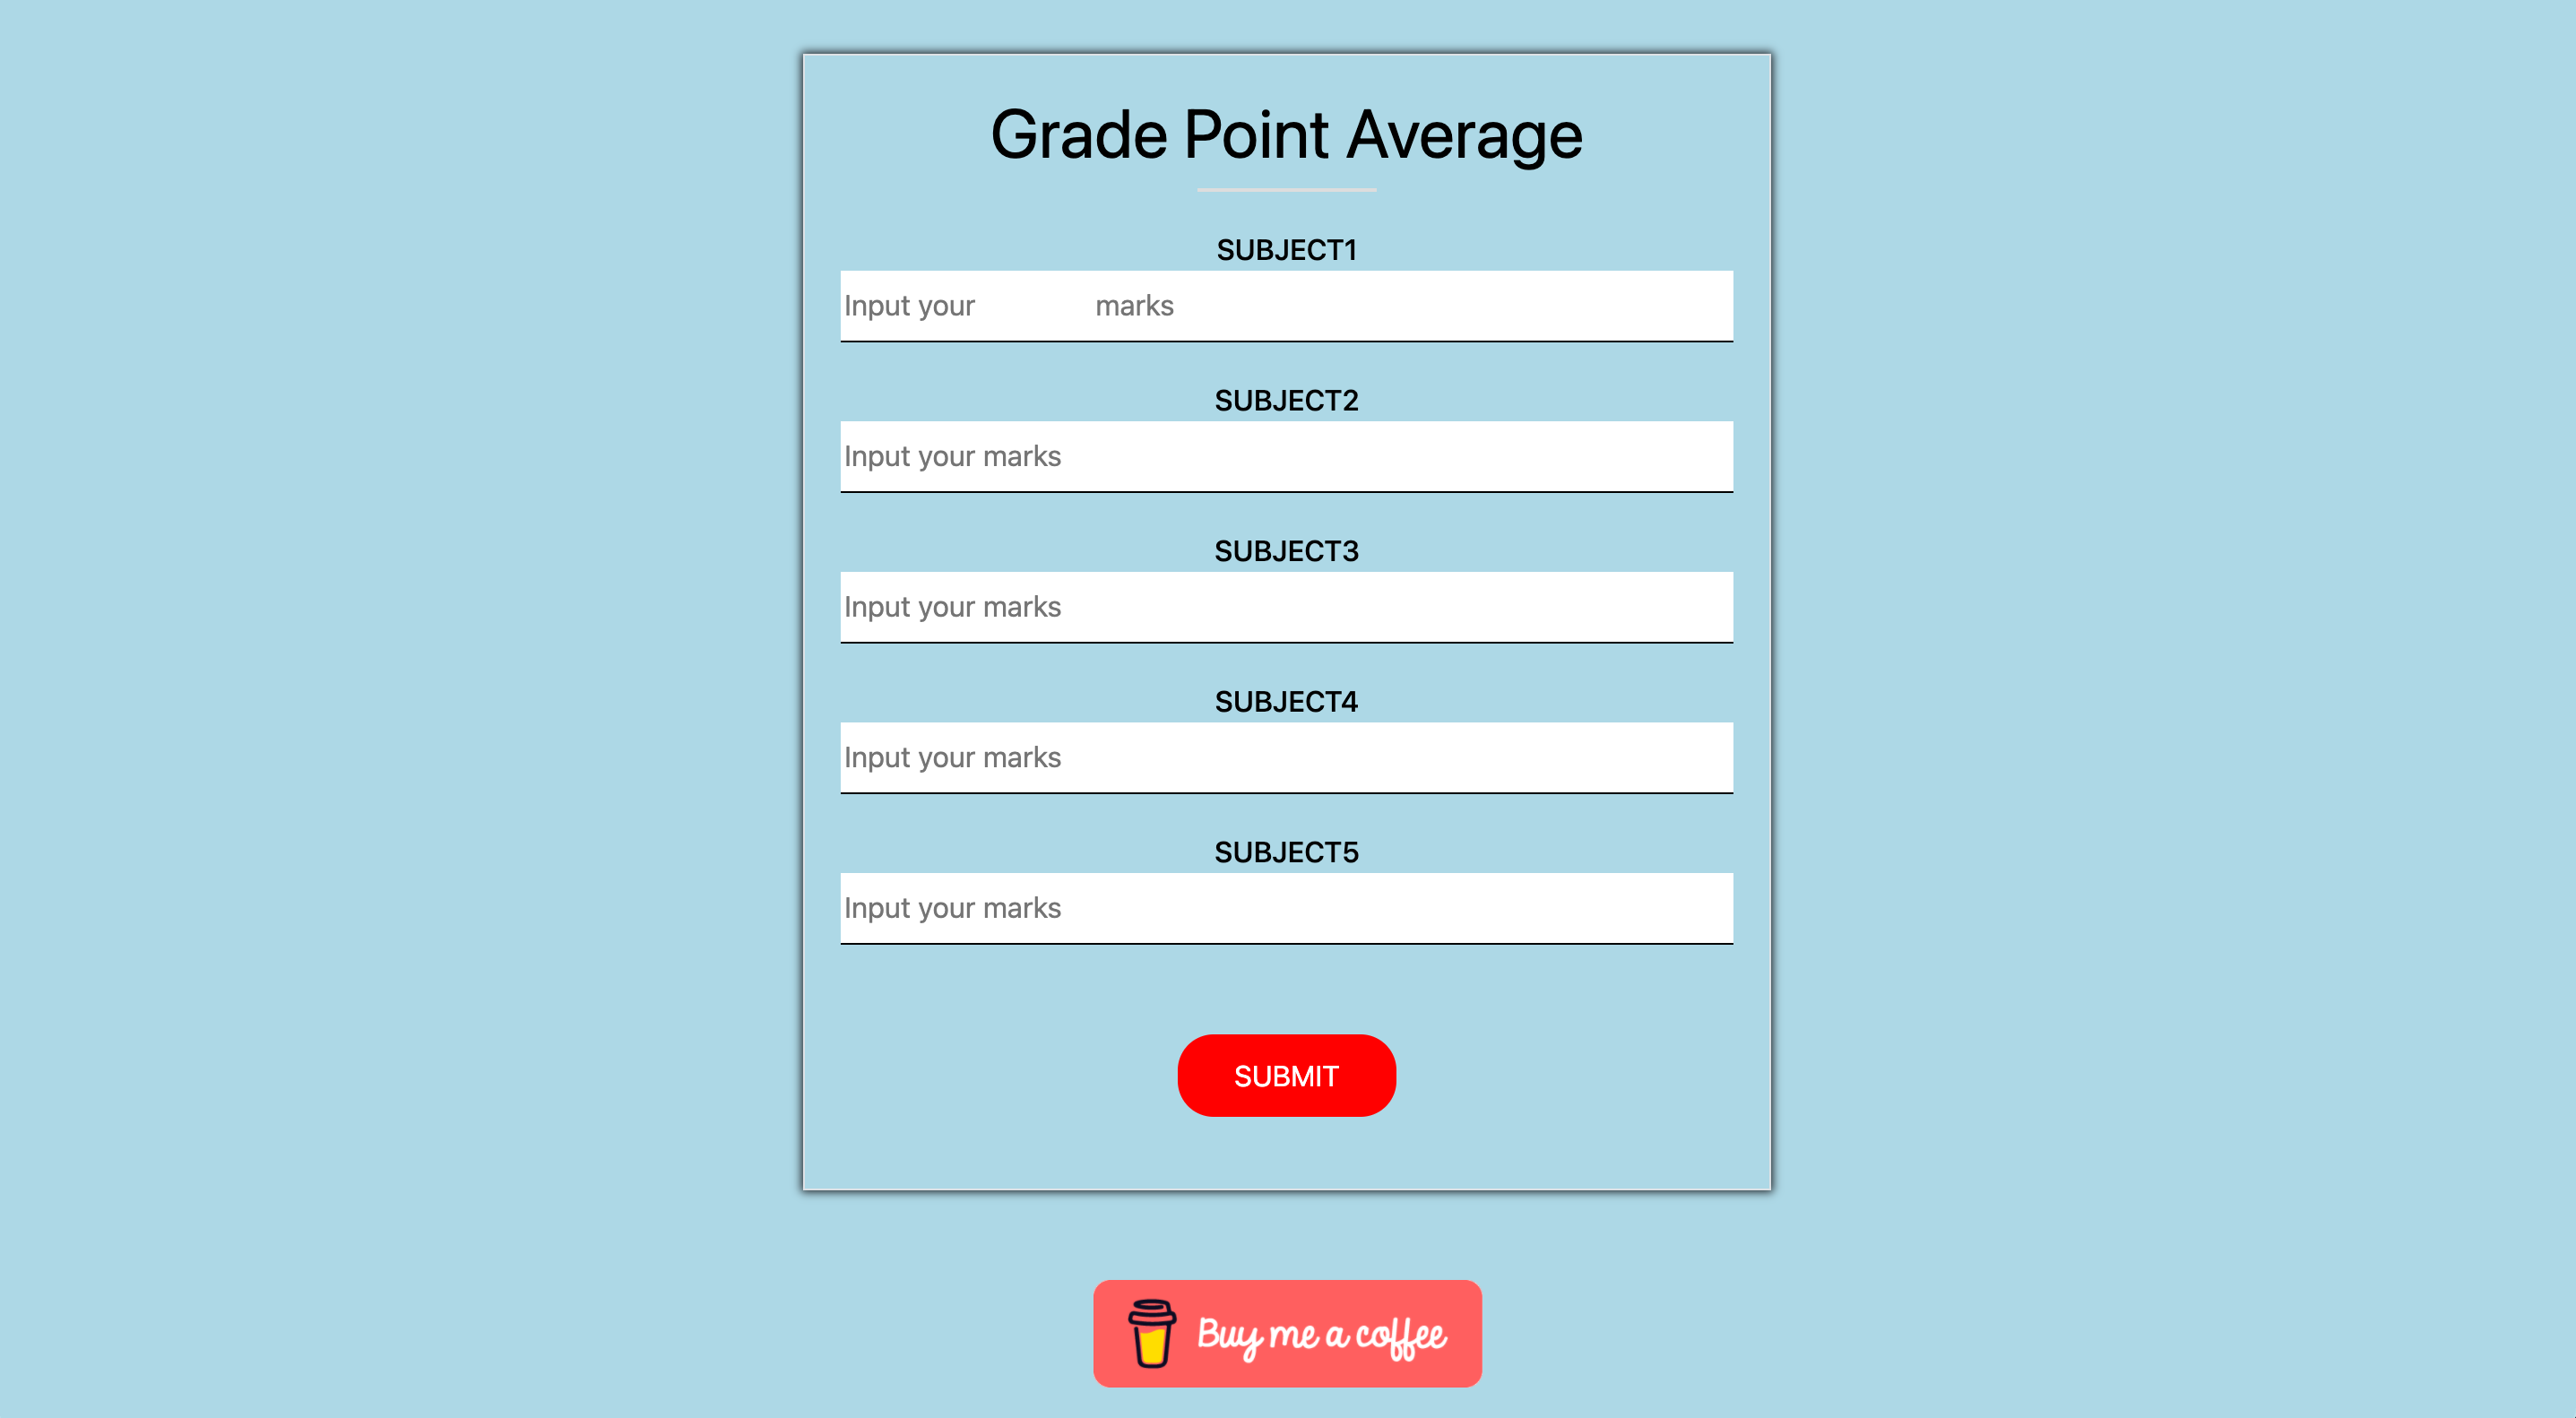 Grade Point Average
SUBJECT1
Input your marks
SUBJECT2
Input your marks
SUBJECT3
Input your marks
SUBJECT4
Input your marks
SUBJECT5
Input your marks
SUBMIT
Buy me a coffee